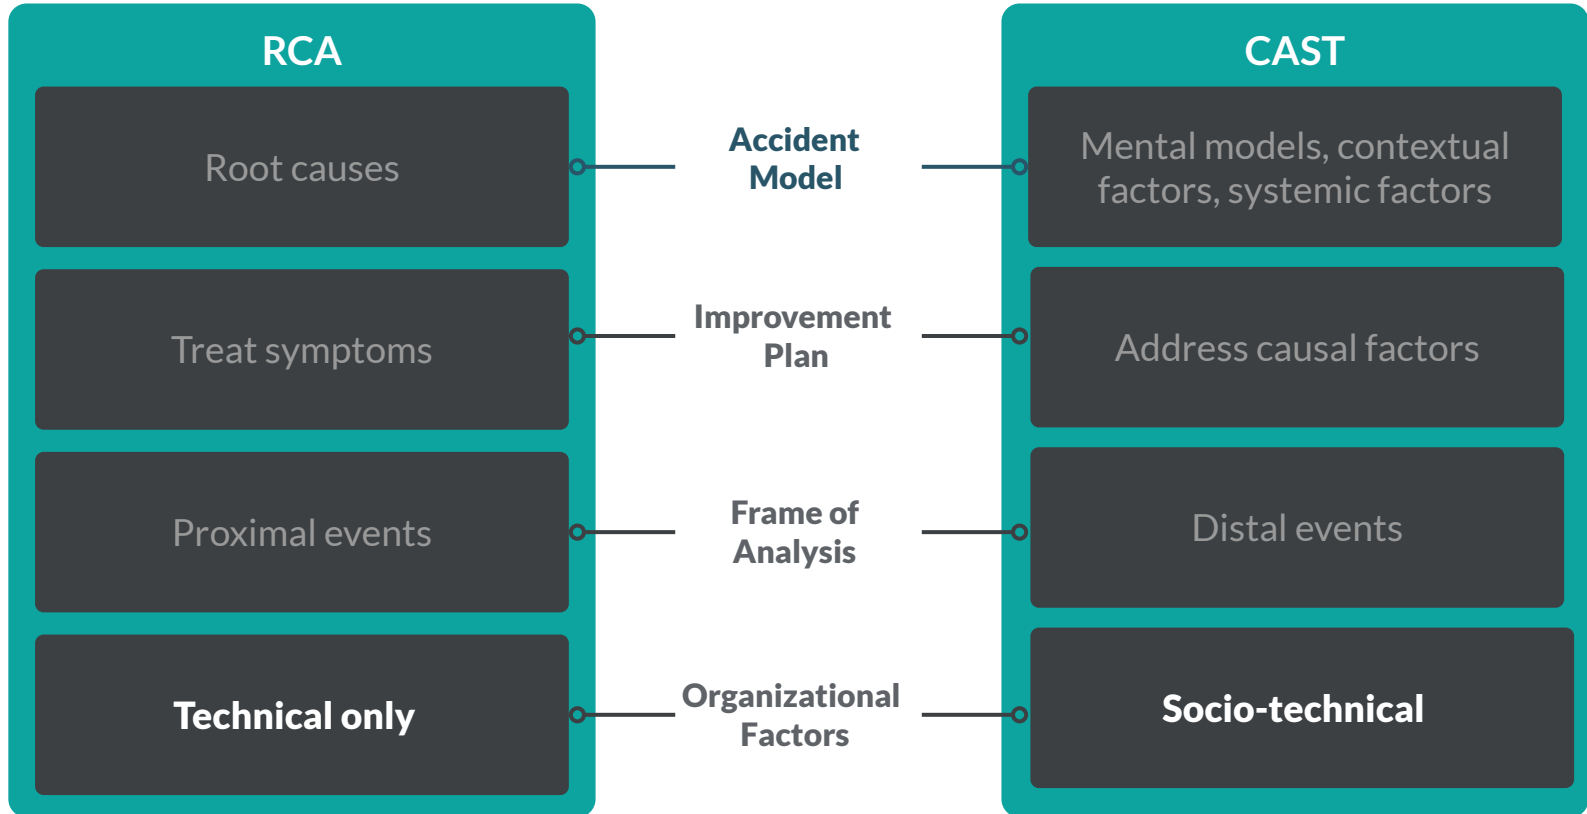 RCA
CAST
Root causes
Accident
Model
Mental models, contextual
factors, systemic factors
Treat symptoms
Improvement
Plan
Address causal factors
Proximal events
Frame of
Analysis
Distal events
Technical only
Organizational
Factors
Socio-technical